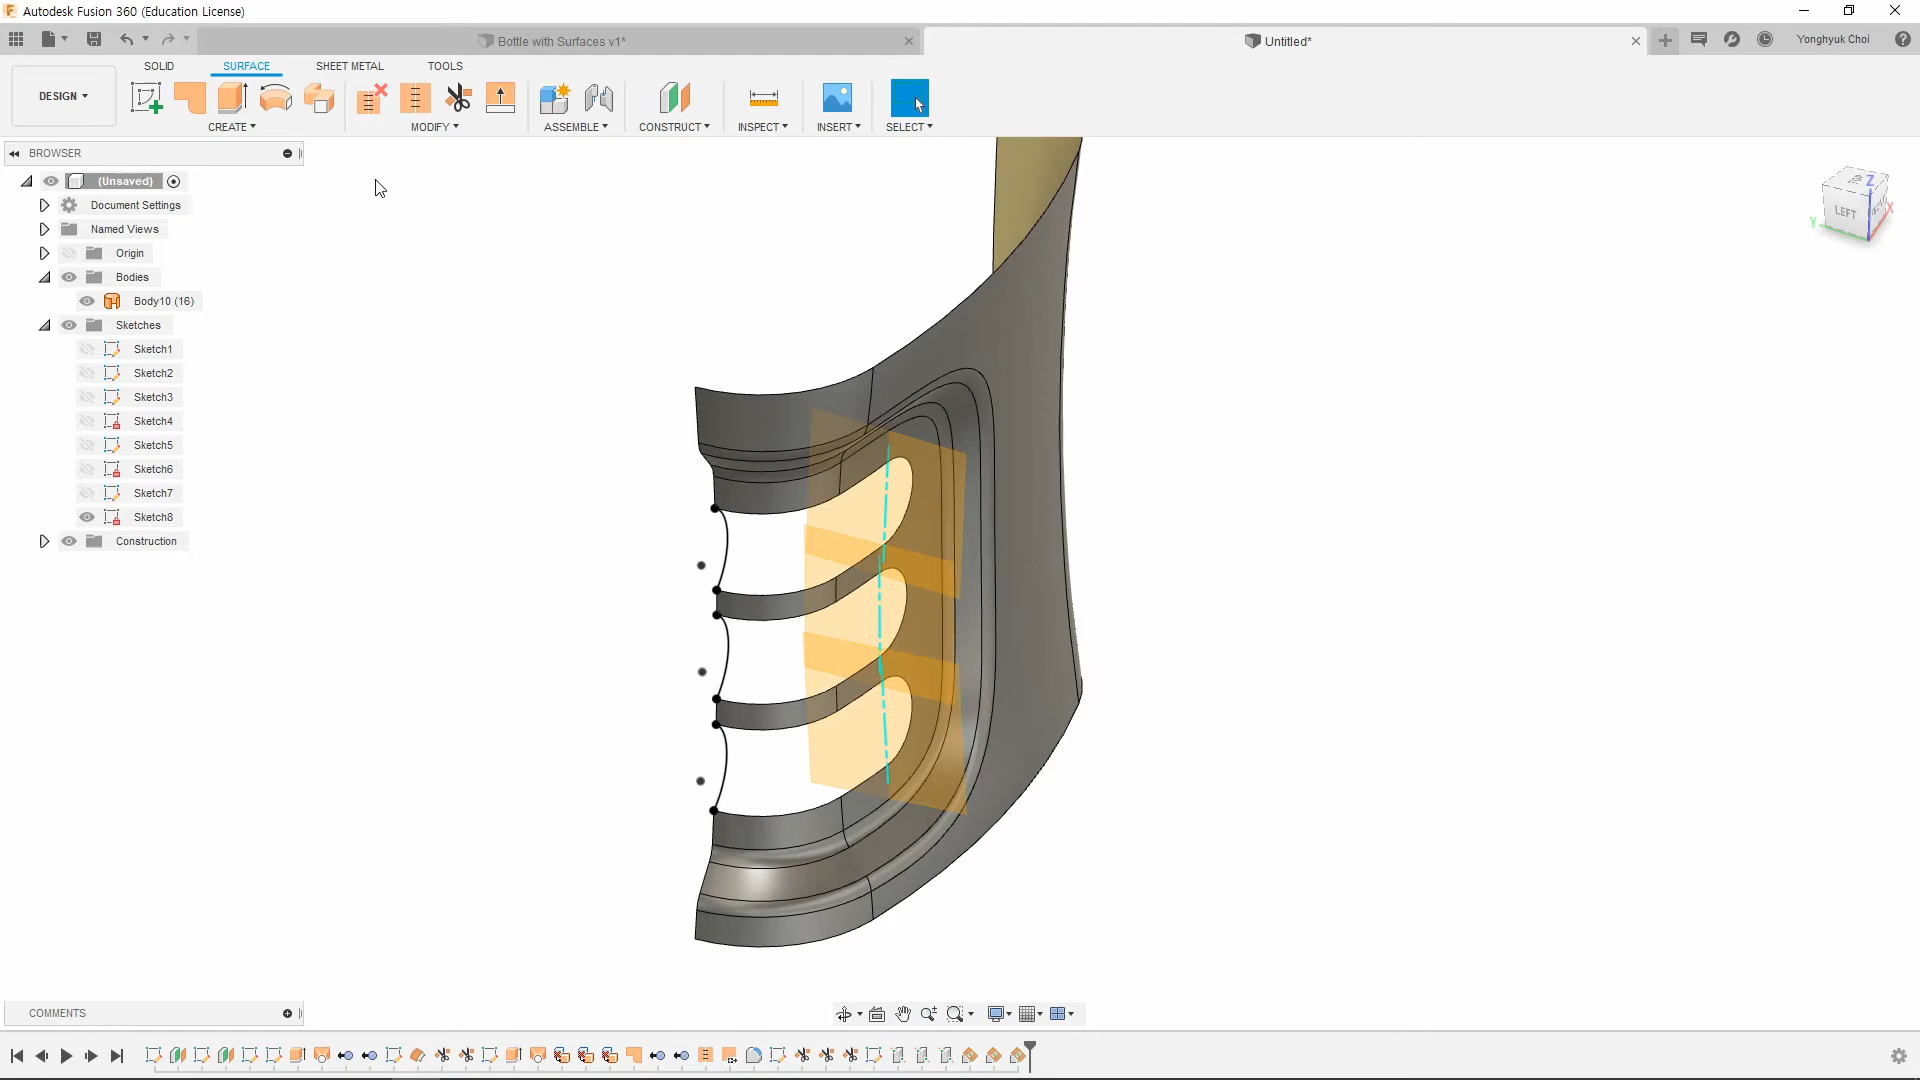 Autodesk Fusion 360 (Education License)
Bottle with Surfaces v1*
Untitled*
Yonghyuk Choi
SOLID
SURFACE
SHEET METAL
TOOLS
DESIGN
CREATE
MODIFY
ASSEMBLE
CONSTRUCT
INSPECT
INSERT
SELECT
BROWSER
(Unsaved)
Document Settings
Named Views
Origin
Bodies
Body10 (16)
Sketches
Sketch1
Sketch2
Sketch3
Sketch4
Sketch5
Sketch6
Sketch7
Sketch8
Construction
TOP
Z
LEFT
X
Y
COMMENTS